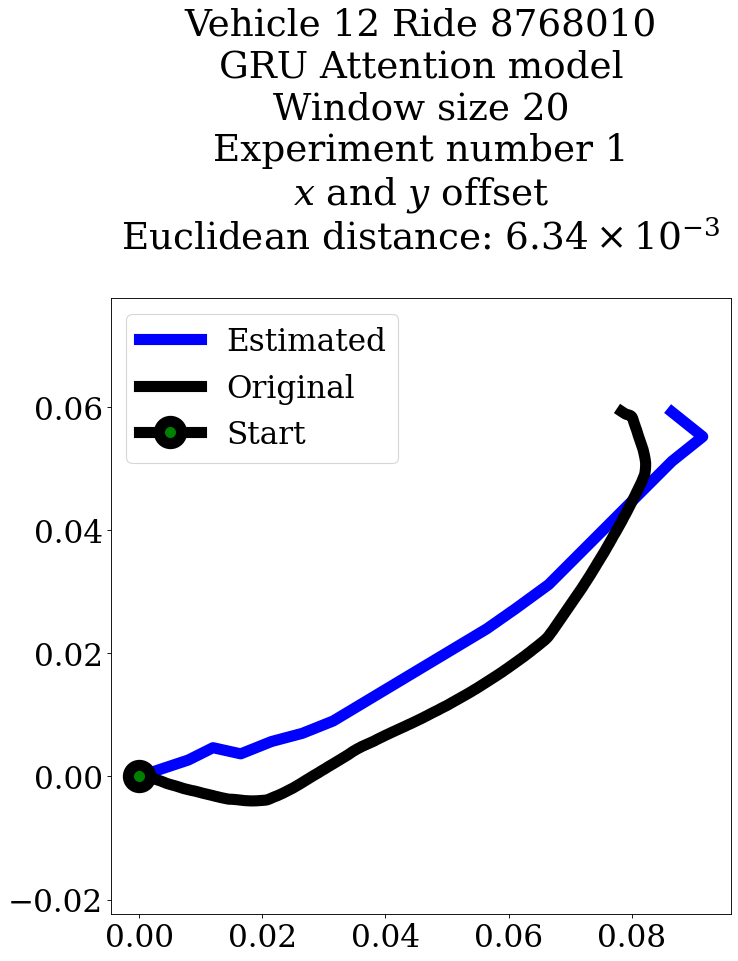 Vehicle 12 Ride 8768010
GRU Attention model
Window size 20
Experiment number 1
x and y offset
Euclidean distance: 6.34 × 10⁻³
Estimated
Original
Start
0.06
0.04
0.02
0.00
−0.02
0.00 0.02 0.04 0.06 0.08